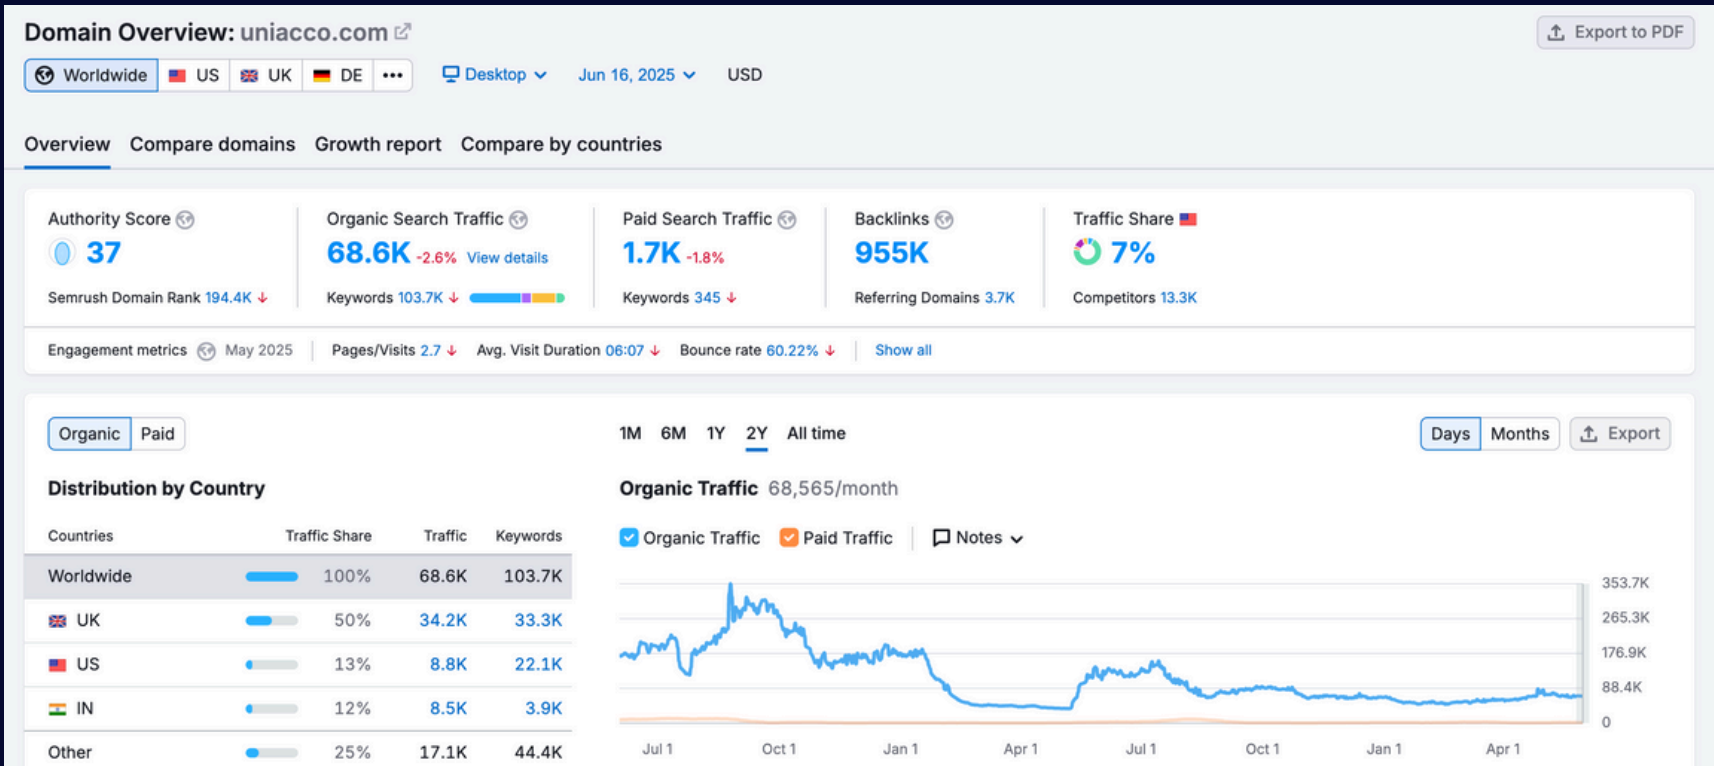 Domain Overview: uniacco.com
Export to PDF
Worldwide US UK DE ••• Desktop Jun 16, 2025 USD
Overview Compare domains Growth report Compare by countries
Authority Score Organic Search Traffic Paid Search Traffic Backlinks Traffic Share
37 68.6K -2.6% View details 1.7K -1.8% 955K 7%
Semrush Domain Rank 194.4K ↓ Keywords 103.7K ↓ Keywords 345 ↓ Referring Domains 3.7K Competitors 13.3K
Engagement metrics May 2025 Pages/Visits 2.7 ↓ Avg. Visit Duration 06:07 ↓ Bounce rate 60.22% ↓ Show all
Organic Paid
Distribution by Country
Countries Traffic Share Traffic Keywords
Worldwide 100% 68.6K 103.7K
UK 50% 34.2K 33.3K
US 13% 8.8K 22.1K
IN 12% 8.5K 3.9K
Other 25% 17.1K 44.4K
1M 6M 1Y 2Y All time
Days Months Export
Organic Traffic 68,565/month
Organic Traffic Paid Traffic Notes
353.7K
265.3K
176.9K
88.4K
0
Jul 1 Oct 1 Jan 1 Apr 1 Jul 1 Oct 1 Jan 1 Apr 1